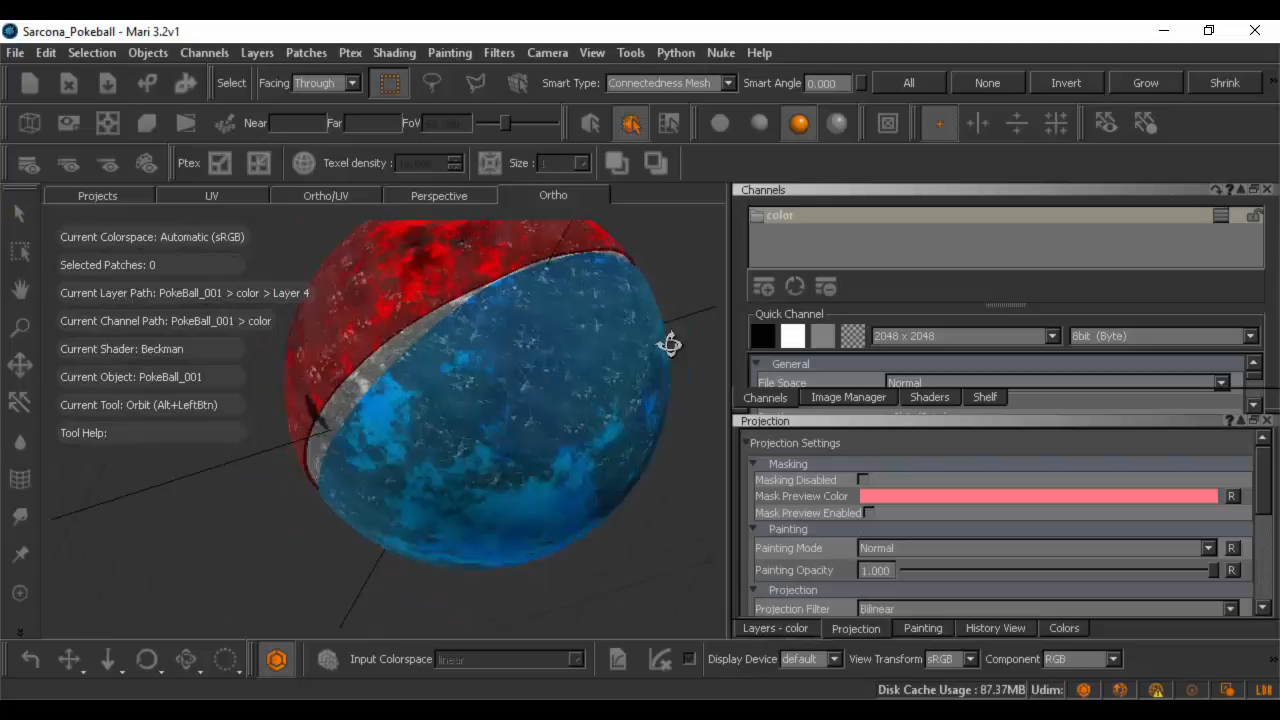 Sarcona_Pokeball - Mari 3.2v1
File Edit Selection Objects Channels Layers Patches Ptex Shading Painting Filters Camera View Tools Python Nuke Help
Select Facing Through Smart Type: Connectedness Mesh Smart Angle 0.000 All None Invert Grow Shrink
Near Far FoV
Ptex Texel density: Size :
Projects UV Ortho/UV Perspective Ortho
Current Colorspace: Automatic (sRGB)
Selected Patches: 0
Current Layer Path: PokeBall_001 > color > Layer 4
Current Channel Path: PokeBall_001 > color
Current Shader: Beckman
Current Object: PokeBall_001
Current Tool: Orbit (Alt+LeftBtn)
Tool Help:
Channels
color
Quick Channel
2048 x 2048 8bit (Byte)
General
File Space Normal
Channels Image Manager Shaders Shelf
Projection
Projection Settings
Masking
Masking Disabled
Mask Preview Color R
Mask Preview Enabled
Painting
Painting Mode Normal R
Painting Opacity 1.000 R
Projection
Projection Filter Bilinear
Layers - color Projection Painting History View Colors
Input Colorspace linear Display Device default View Transform sRGB Component RGB
Disk Cache Usage : 87.37MB Udim: